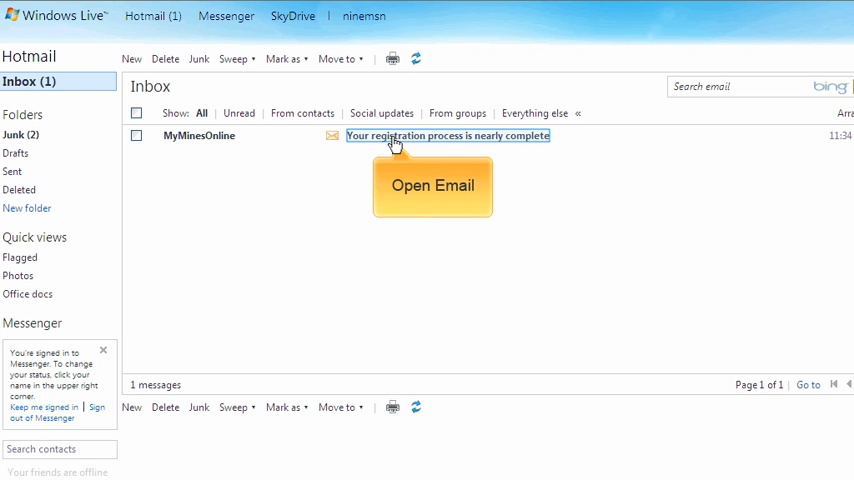 Windows Live™ Hotmail (1) Messenger SkyDrive ninemsn
Hotmail
New Delete Junk Sweep Mark as Move to
Inbox (1)
Inbox
Search email bing
Folders
Show: All Unread From contacts Social updates From groups Everything else « Arra
Junk (2)
MyMinesOnline Your registration process is nearly complete 11:34
Drafts
Sent
Deleted
New folder
Open Email
Quick views
Flagged
Photos
Office docs
Messenger
You're signed in to
Messenger. To change
your status, click your
name in the upper right
corner.
Keep me signed in | Sign
out of Messenger
1 messages Page 1 of 1 Go to
New Delete Junk Sweep Mark as Move to
Search contacts
Your friends are offline